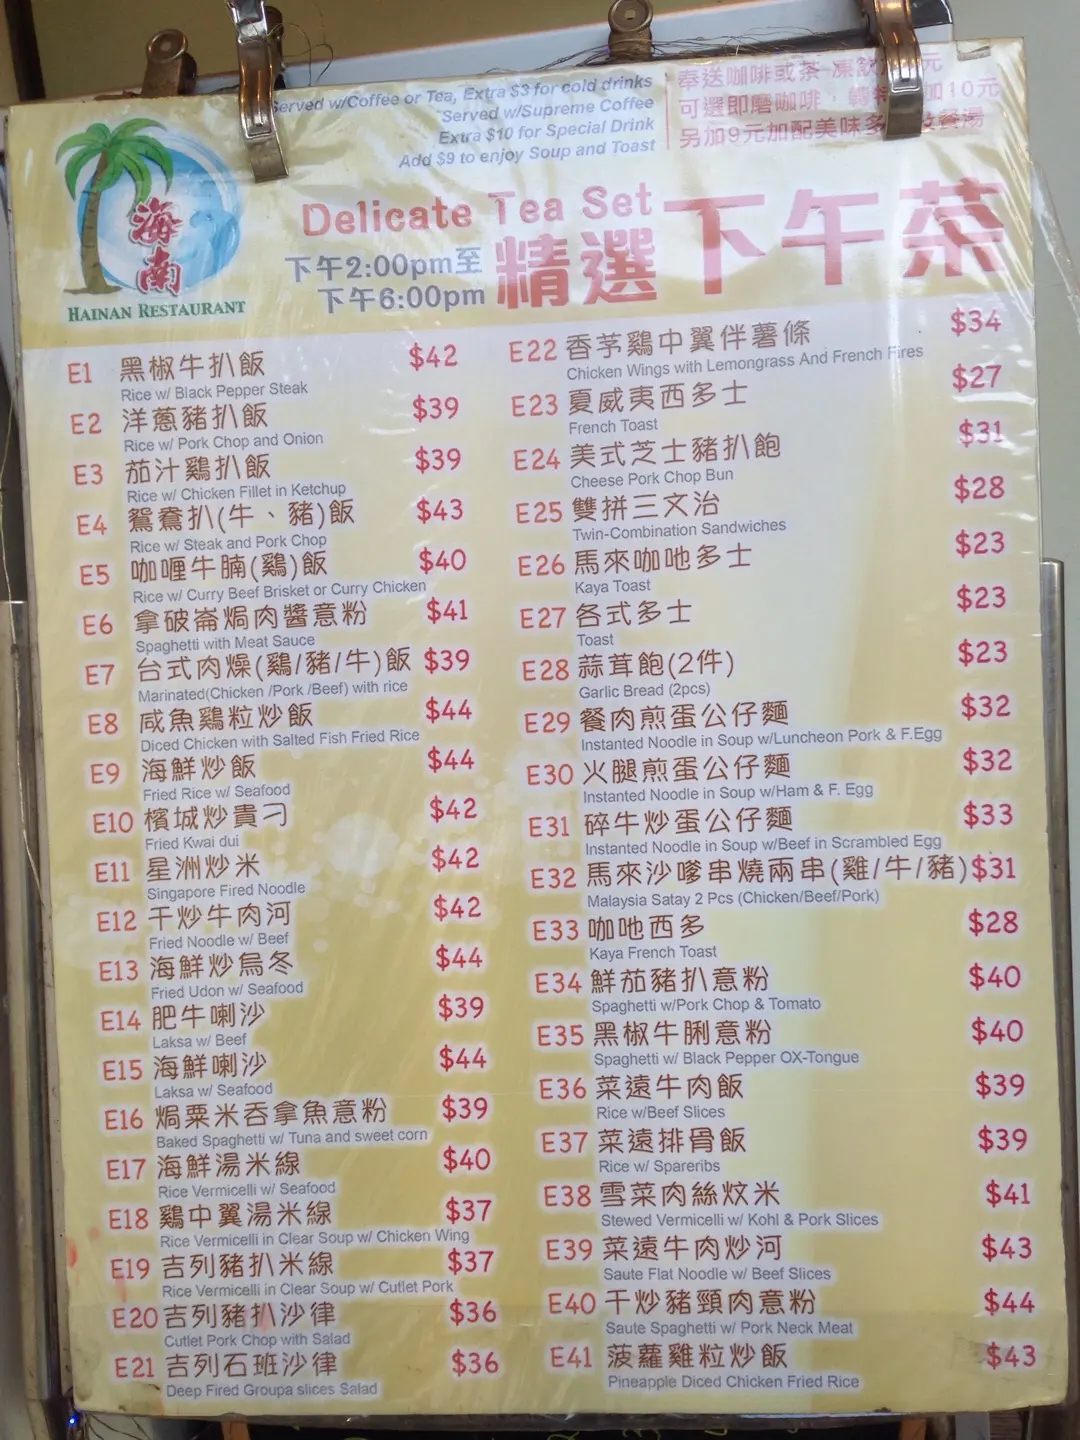 Served w/Coffee or Tea, Extra $3 for cold drinks
Served w/Supreme Coffee
Extra $10 for Special Drink
Add $9 to enjoy Soup and Toast
奉送咖啡或茶 凍飲 元
可選即磨咖啡，轉特 加10元
另加9元加配美味多 餐湯
海南
HAINAN RESTAURANT
Delicate Tea Set
精選下午茶
下午2:00pm至
下午6:00pm
E1 黑椒牛扒飯 $42
Rice w/ Black Pepper Steak
E2 洋蔥豬扒飯 $39
Rice w/ Pork Chop and Onion
E3 茄汁鷄扒飯 $39
Rice w/ Chicken Fillet in Ketchup
E4 鴛鴦扒(牛、豬)飯 $43
Rice w/ Steak and Pork Chop
E5 咖喱牛腩(鷄)飯 $40
Rice w/ Curry Beef Brisket or Curry Chicken
E6 拿破崙焗肉醬意粉 $41
Spaghetti with Meat Sauce
E7 台式肉燥(鷄/豬/牛)飯 $39
Marinated(Chicken /Pork /Beef) with rice
E8 咸魚鷄粒炒飯 $44
Diced Chicken with Salted Fish Fried Rice
E9 海鮮炒飯 $44
Fried Rice w/ Seafood
E10 檳城炒貴刁 $42
Fried Kwai dui
E11 星洲炒米 $42
Singapore Fired Noodle
E12 干炒牛肉河 $42
Fried Noodle w/ Beef
E13 海鮮炒烏冬 $44
Fried Udon w/ Seafood
E14 肥牛喇沙 $39
Laksa w/ Beef
E15 海鮮喇沙 $44
Laksa w/ Seafood
E16 焗粟米吞拿魚意粉 $39
Baked Spaghetti w/ Tuna and sweet corn
E17 海鮮湯米線 $40
Rice Vermicelli w/ Seafood
E18 鷄中翼湯米線 $37
Rice Vermicelli in Clear Soup w/ Chicken Wing
E19 吉列豬扒米線 $37
Rice Vermicelli in Clear Soup w/ Cutlet Pork
E20 吉列豬扒沙律 $36
Cutlet Pork Chop with Salad
E21 吉列石班沙律 $36
Deep Fired Groupa slices Salad
E22 香芧鷄中翼伴薯條 $34
Chicken Wings with Lemongrass And French Fires
E23 夏威夷西多士 $27
French Toast
E24 美式芝士豬扒飽 $31
Cheese Pork Chop Bun
E25 雙拼三文治 $28
Twin-Combination Sandwiches
E26 馬來咖吔多士 $23
Kaya Toast
E27 各式多士 $23
Toast
E28 蒜茸飽(2件) $23
Garlic Bread (2pcs)
E29 餐肉煎蛋公仔麵 $32
Instanted Noodle in Soup w/Luncheon Pork & F.Egg
E30 火腿煎蛋公仔麵 $32
Instanted Noodle in Soup w/Ham & F. Egg
E31 碎牛炒蛋公仔麵 $33
Instanted Noodle in Soup w/Beef in Scrambled Egg
E32 馬來沙嗲串燒兩串(雞/牛/豬) $31
Malaysia Satay 2 Pcs (Chicken/Beef/Pork)
E33 咖吔西多 $28
Kaya French Toast
E34 鮮茄豬扒意粉 $40
Spaghetti w/Pork Chop & Tomato
E35 黑椒牛脷意粉 $40
Spaghetti w/ Black Pepper OX-Tongue
E36 菜遠牛肉飯 $39
Rice w/Beef Slices
E37 菜遠排骨飯 $39
Rice w/ Spareribs
E38 雪菜肉絲炆米 $41
Stewed Vermicelli w/ Kohl & Pork Slices
E39 菜遠牛肉炒河 $43
Saute Flat Noodle w/ Beef Slices
E40 干炒豬頸肉意粉 $44
Saute Spaghetti w/ Pork Neck Meat
E41 菠蘿雞粒炒飯 $43
Pineapple Diced Chicken Fried Rice